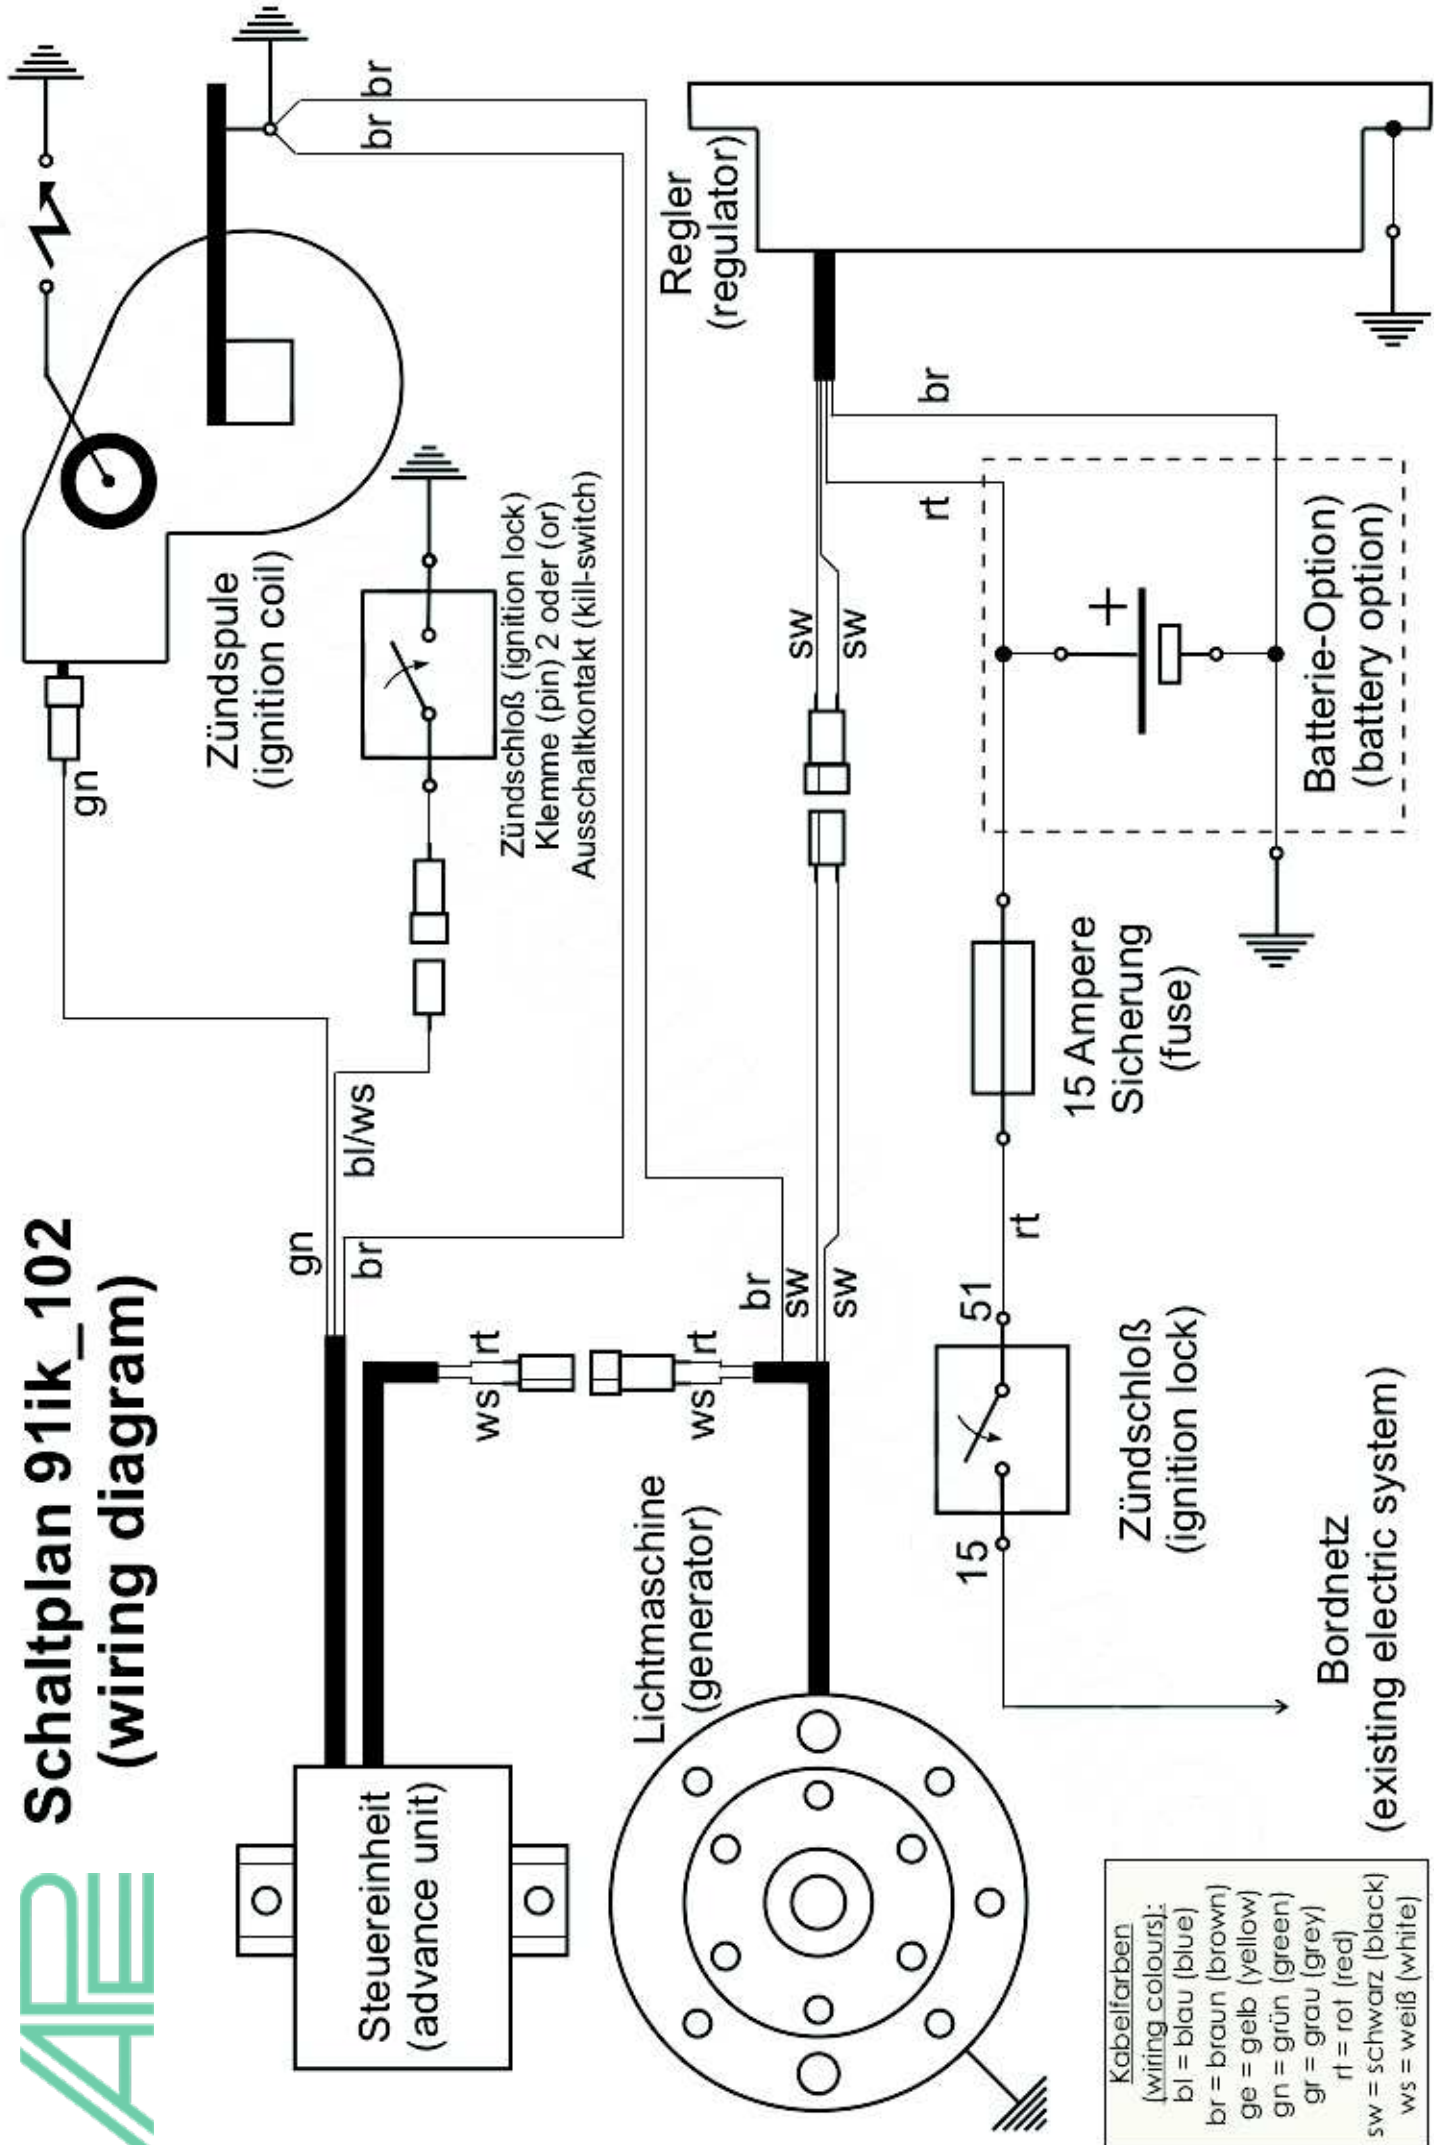 VAPE
Schaltplan 91ik_102
(wiring diagram)
gn
Zündspule
(ignition coil)
br
br
Zündschloß (ignition lock)
Klemme (pin) 2 oder (or)
Ausschaltkontakt (kill-switch)
gn
bl/ws
br
Steuereinheit
(advance unit)
ws
rt
ws
rt
br
sw
sw
sw
sw
Lichtmaschine
(generator)
Regler
(regulator)
br
rt
+
Batterie-Option)
(battery option)
15 Ampere
Sicherung
(fuse)
rt
51
15
Zündschloß
(ignition lock)
Bordnetz
(existing electric system)
Kabelfarben
(wiring colours):
bl = blau (blue)
br = braun (brown)
ge = gelb (yellow)
gn = grün (green)
gr = grau (grey)
rt = rot (red)
sw = schwarz (black)
ws = weiß (white)